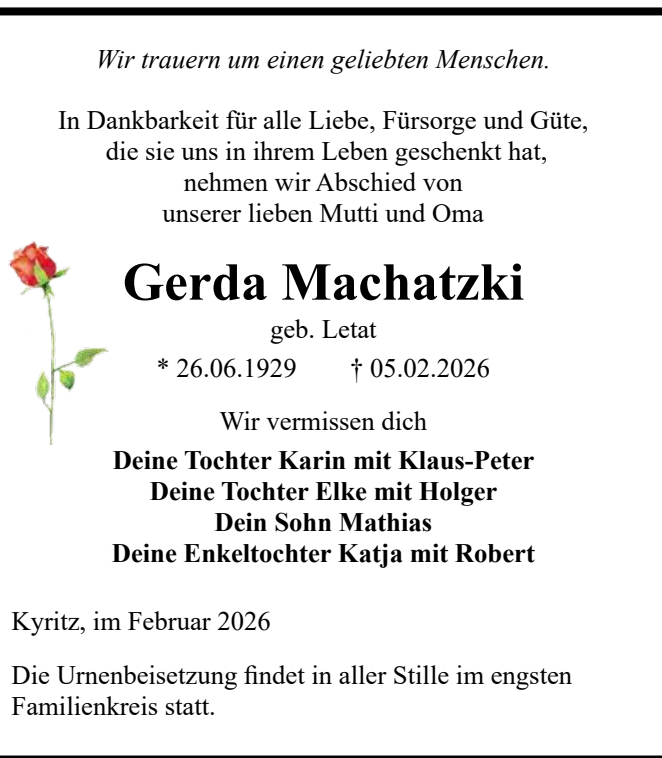 Wir trauern um einen geliebten Menschen.
In Dankbarkeit für alle Liebe, Fürsorge und Güte,
die sie uns in ihrem Leben geschenkt hat,
nehmen wir Abschied von
unserer lieben Mutti und Oma
Gerda Machatzki
geb. Letat
* 26.06.1929 † 05.02.2026
Wir vermissen dich
Deine Tochter Karin mit Klaus-Peter
Deine Tochter Elke mit Holger
Dein Sohn Mathias
Deine Enkeltochter Katja mit Robert
Kyritz, im Februar 2026
Die Urnenbeisetzung findet in aller Stille im engsten
Familienkreis statt.